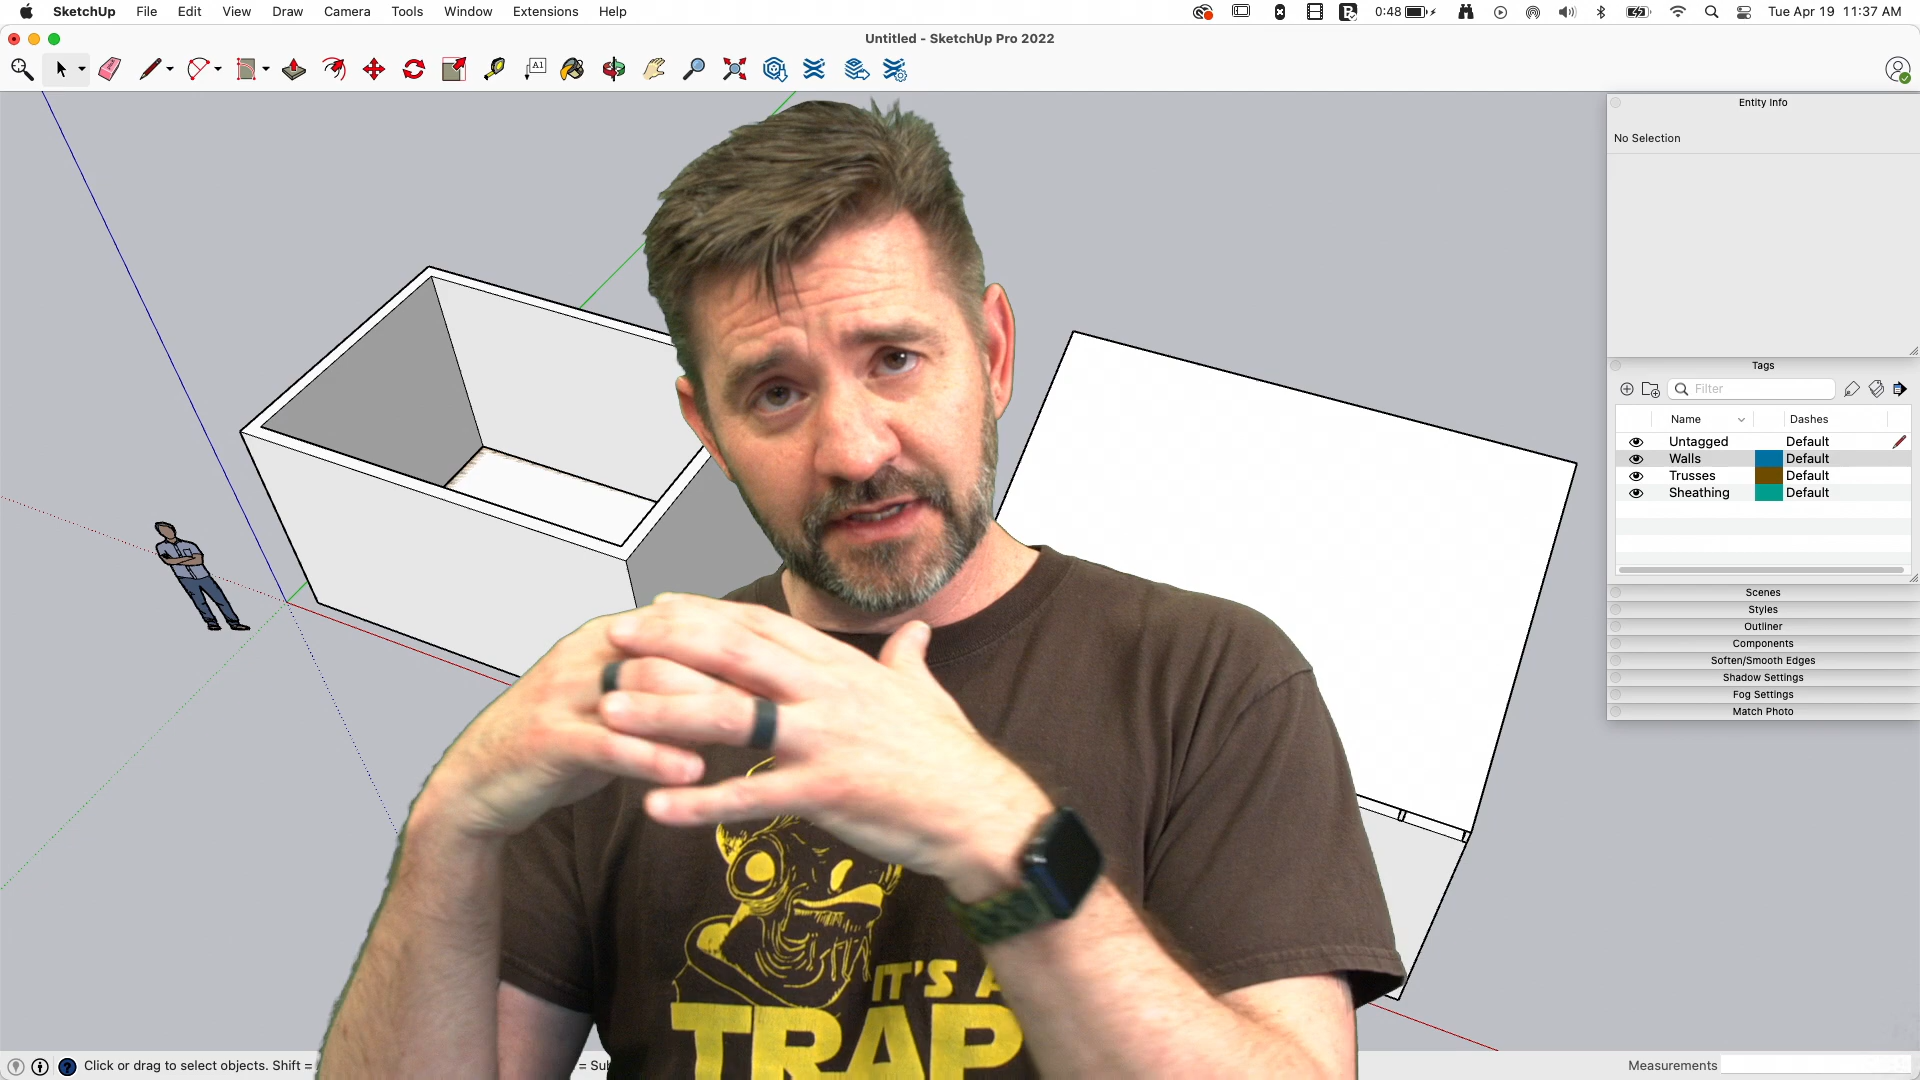 SketchUp File Edit View Draw Camera Tools Window Extensions Help 0:48 Tue Apr 19 11:37 AM
Untitled - SketchUp Pro 2022
A1
Entity Info
No Selection
Tags
Filter
Name Dashes
Untagged Default
Walls Default
Trusses Default
Sheathing Default
Scenes
Styles
Outliner
Components
Soften/Smooth Edges
Shadow Settings
Fog Settings
Match Photo
IT'S A
TRAP
Click or drag to select objects. Shift = = Su
Measurements